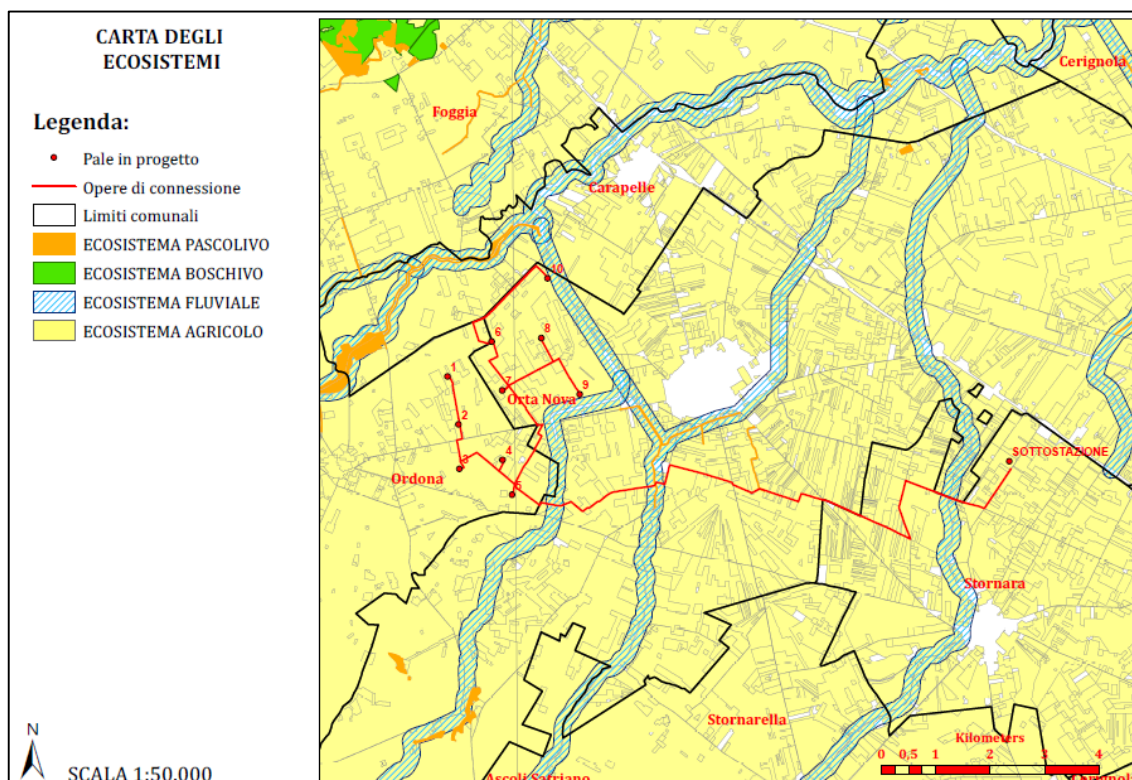 CARTA DEGLI
ECOSISTEMI
Legenda:
Pale in progetto
Opere di connessione
Limiti comunali
ECOSISTEMA PASCOLIVO
ECOSISTEMA BOSCHIVO
ECOSISTEMA FLUVIALE
ECOSISTEMA AGRICOLO
N
SCALA 1:50.000
Cerignola
Foggia
Carapelle
10
6
8
1
7
9
Orta Nova
2
4
3
Ordona
5
SOTTOSTAZIONE
Stornara
Stornarella
Kilometers
0 0,5 1 2 3 4
Ascoli Satriano